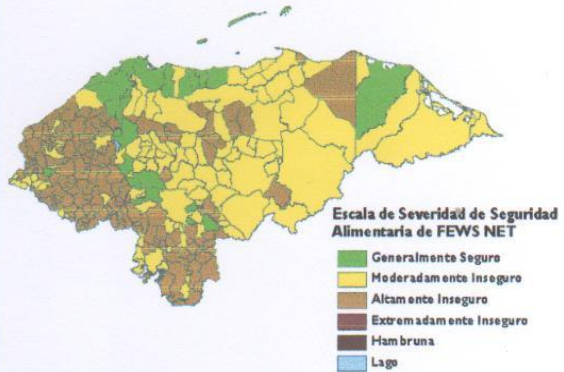 Escala de Severidad de Seguridad
Alimentaria de FEWS NET
Generalmente Seguro
Moderadamente Inseguro
Altamente Inseguro
Extremadamente Inseguro
Hambruna
Lago